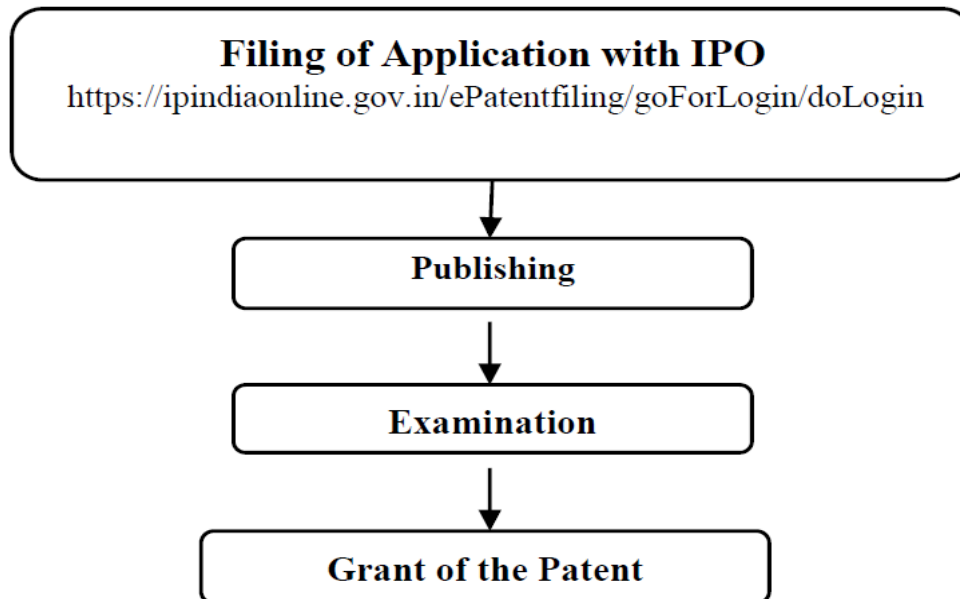 Filing of Application with IPO
https://ipindiaonline.gov.in/ePatentfiling/goForLogin/doLogin
Publishing
Examination
Grant of the Patent